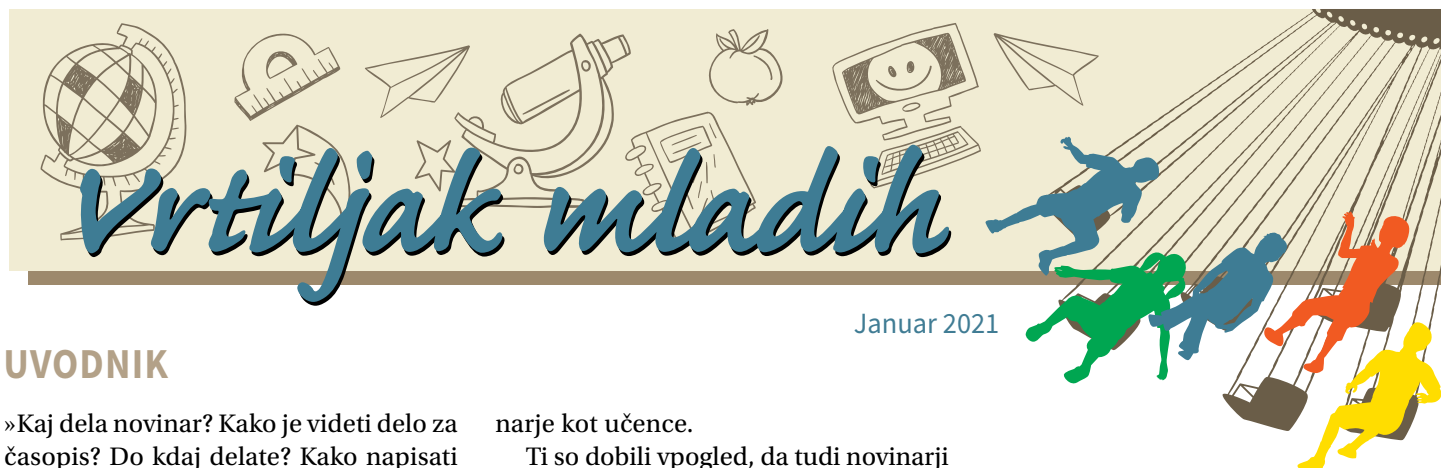 Vrtiljak mladih
Januar 2021
UVODNIK
»Kaj dela novinar? Kako je videti delo za
časopis? Do kdaj delate? Kako napisati
narje kot učence.
Ti so dobili vpogled, da tudi novinarji